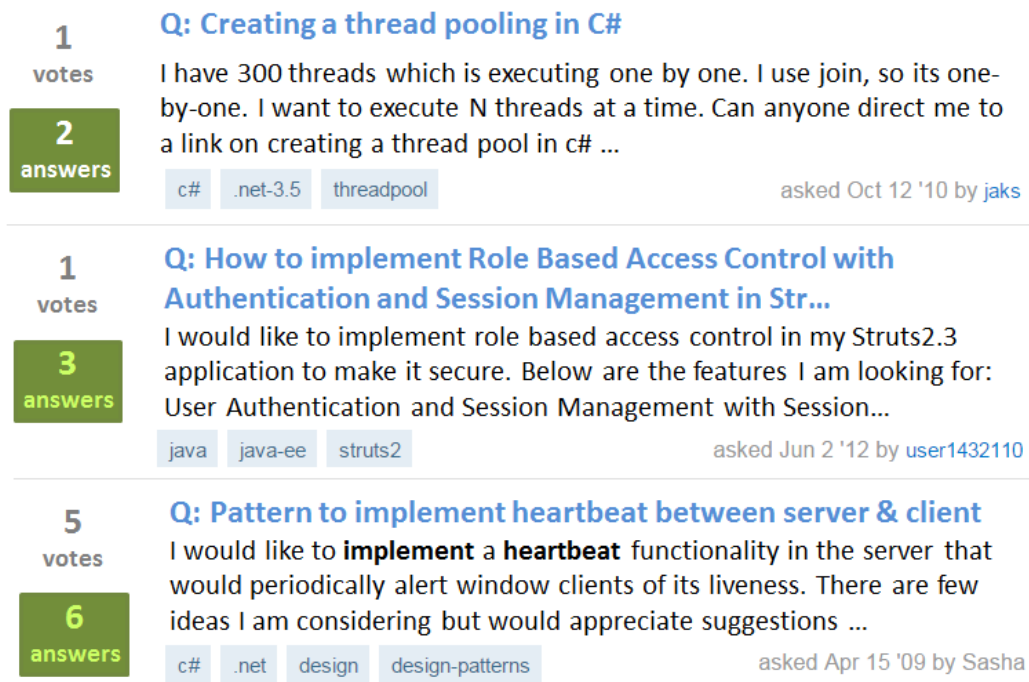 1
votes
2
answers
Q: Creating a thread pooling in C#
I have 300 threads which is executing one by one. I use join, so its one-
by-one. I want to execute N threads at a time. Can anyone direct me to
a link on creating a thread pool in c# ...
c# .net-3.5 threadpool
asked Oct 12 '10 by jaks
1
votes
3
answers
Q: How to implement Role Based Access Control with
Authentication and Session Management in Str...
I would like to implement role based access control in my Struts2.3
application to make it secure. Below are the features I am looking for:
User Authentication and Session Management with Session...
java java-ee struts2
asked Jun 2 '12 by user1432110
5
votes
6
answers
Q: Pattern to implement heartbeat between server & client
I would like to implement a heartbeat functionality in the server that
would periodically alert window clients of its liveness. There are few
ideas I am considering but would appreciate suggestions ...
c# .net design design-patterns
asked Apr 15 '09 by Sasha